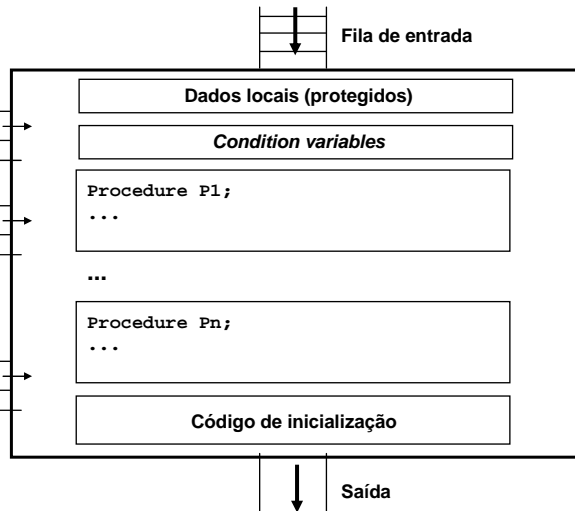 Fila de entrada
Dados locais (protegidos)
Condition variables
Procedure P1;
...
...
Procedure Pn;
...
Código de inicialização
Saída